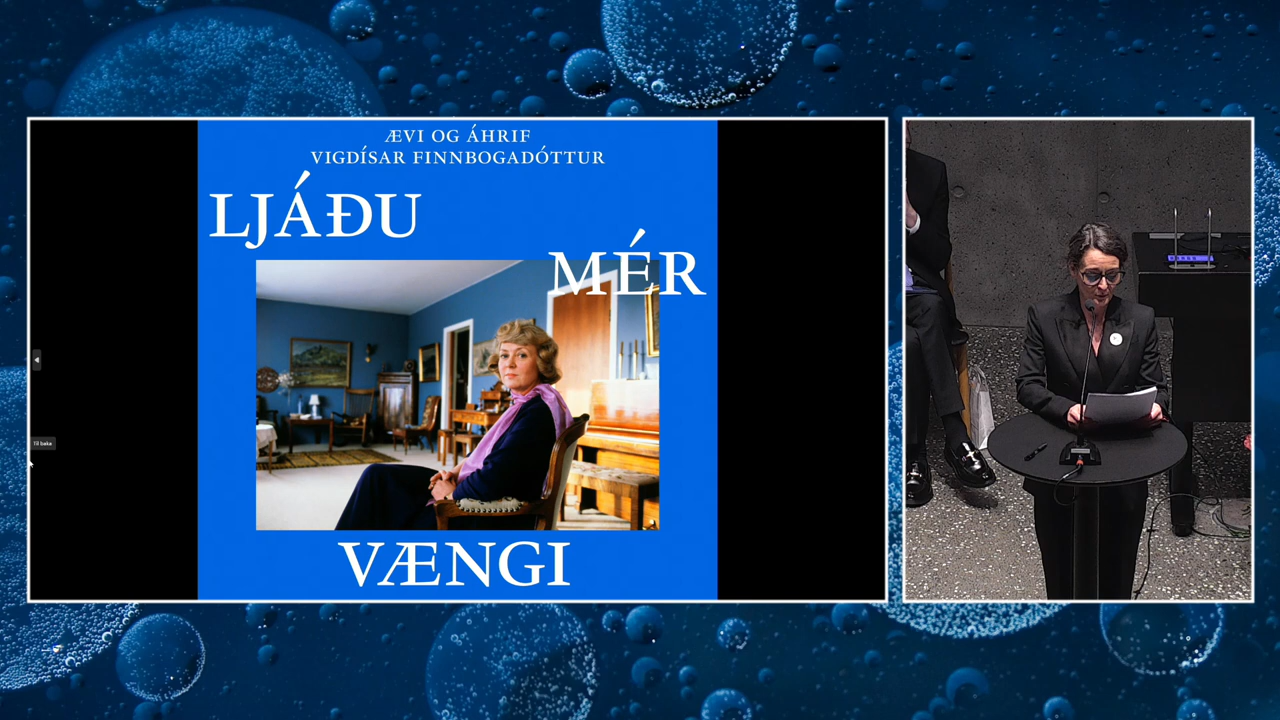 ÆVI OG ÁHRIF
VIGDÍSAR FINNBOGADÓTTUR
LJÁÐU
MÉR
VÆNGI
Til baka